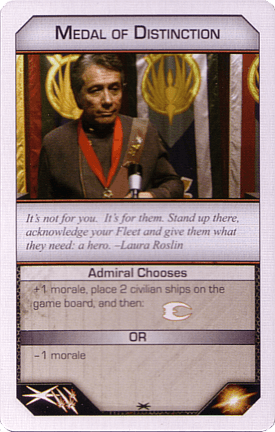 MEDAL OF DISTINCTION
It's not for you. It's for them. Stand up there,
acknowledge your Fleet and give them what
they need: a hero. –Laura Roslin
Admiral Chooses
+1 morale, place 2 civilian ships on the
game board, and then:
OR
-1 morale